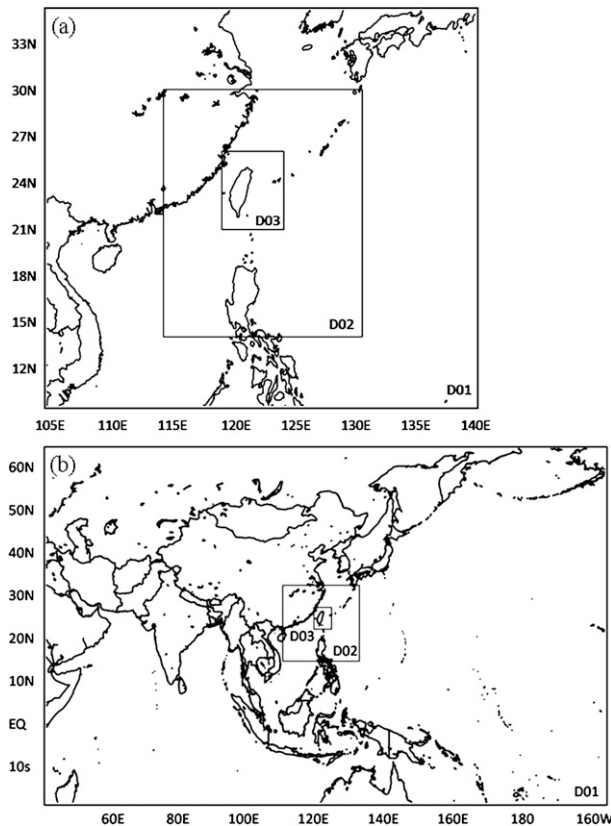 (a)
33N
30N
27N
24N
21N
18N
15N
12N
D03
D02
D01
105E 110E 115E 120E 125E 130E 135E 140E
(b)
60N
50N
40N
30N
20N
10N
EQ
10s
D03
D02
D01
60E 80E 100E 120E 140E 160E 180E 160W